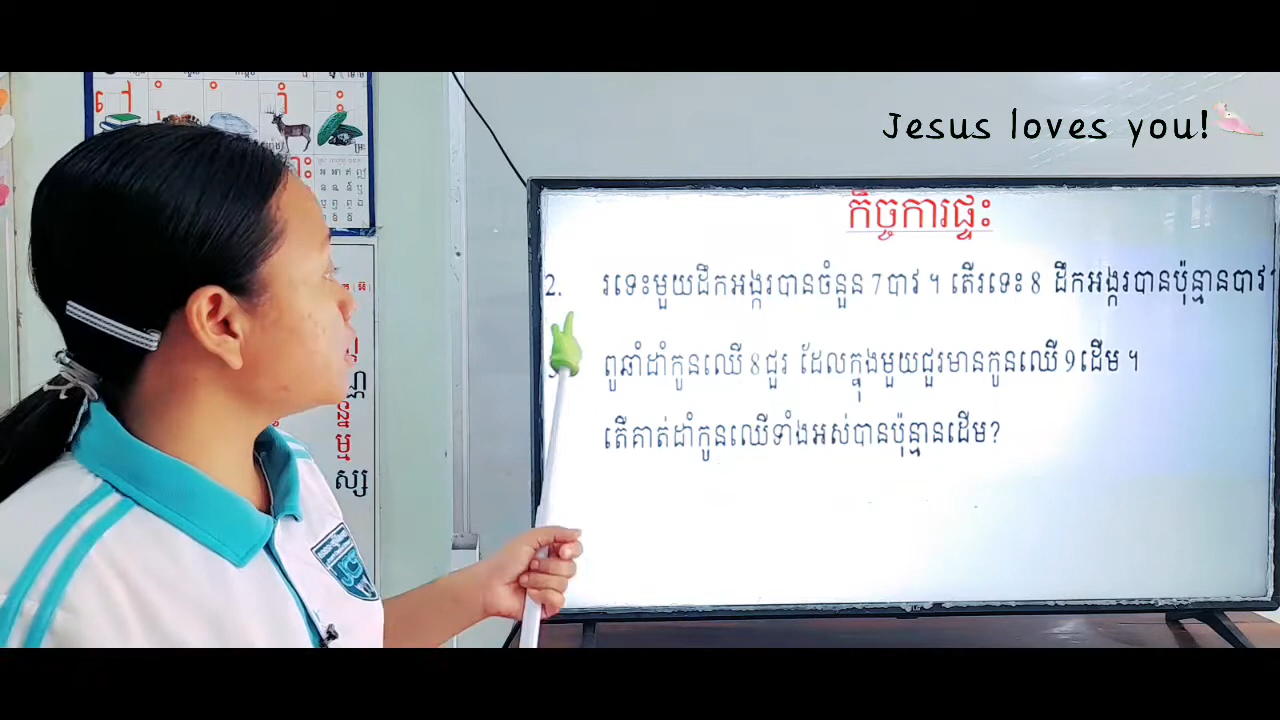 Jesus loves you!
កិច្ចការផ្ទះ
2. រទេះមួយដឹកអង្ករបានចំនួន 7 បាវ ។ តើរទេះ 8 ដឹកអង្ករបានប៉ុន្មានបាវ
ពូឆាំដាំកូនឈើ 8 ជួរ ដែលក្នុងមួយជួរមានកូនឈើ 9 ដើម ។
តើគាត់ដាំកូនឈើទាំងអស់បានប៉ុន្មានដើម?
ស្ស